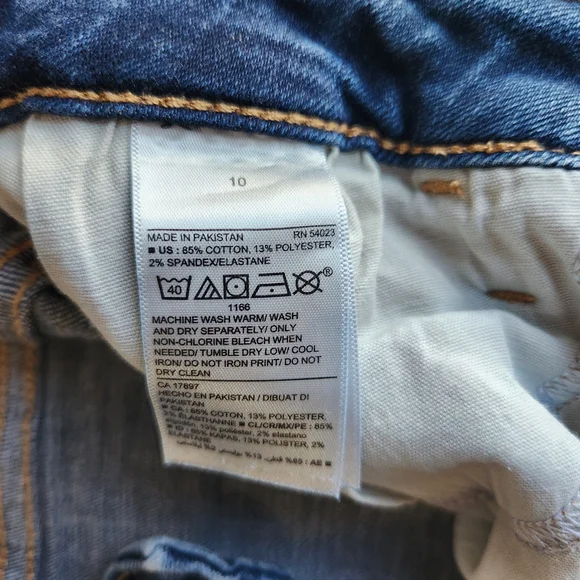 10
MADE IN PAKISTAN RN 54023
■ US : 85% COTTON, 13% POLYESTER,
2% SPANDEX/ELASTANE
40
®
1166
MACHINE WASH WARM/ WASH
AND DRY SEPARATELY/ ONLY
NON-CHLORINE BLEACH WHEN
NEEDED/ TUMBLE DRY LOW/ COOL
IRON/ DO NOT IRON PRINT/ DO NOT
DRY CLEAN
CA 17897
HECHO EN PAKISTAN / DIBUAT DI
PAKISTAN
■ CA : 85% COTTON, 13% POLYESTER,
2% ÉLASTHANNE ■ CL/CR/MX/PE : 85%
algodón, 13% poliéster, 2% elastano
■ ID : 85% KAPAS, 13% POLISTER, 2%
ELASTANE